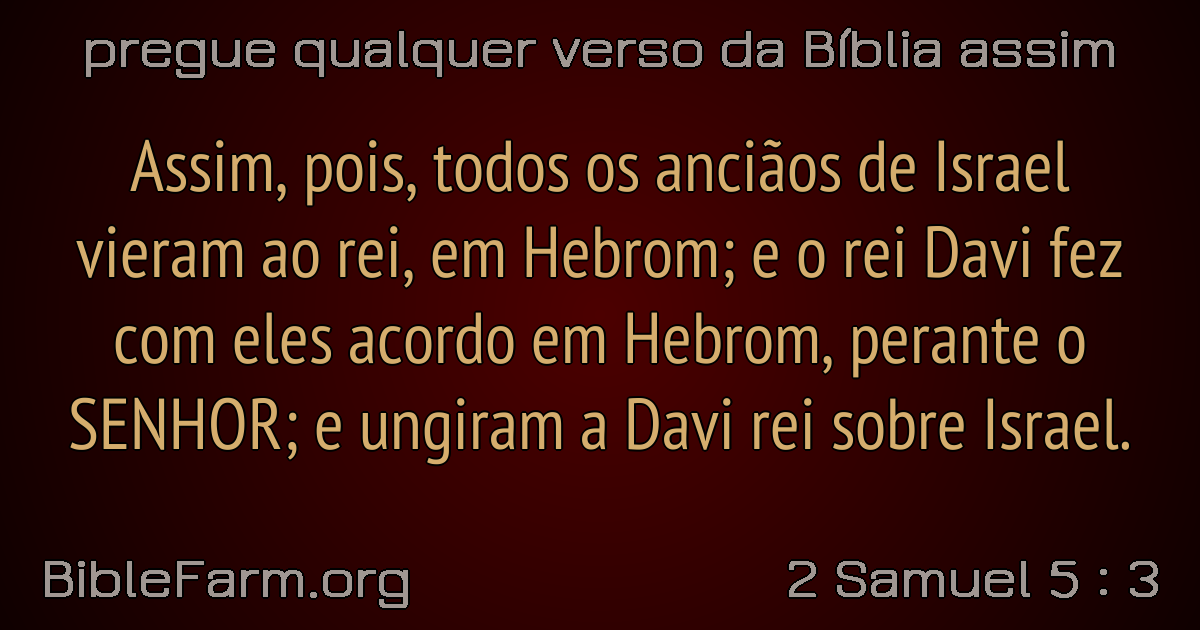 pregue qualquer verso da Bíblia assim
Assim, pois, todos os anciãos de Israel
vieram ao rei, em Hebrom; e o rei Davi fez
com eles acordo em Hebrom, perante o
SENHOR; e ungiram a Davi rei sobre Israel.
BibleFarm.org
2 Samuel 5 : 3